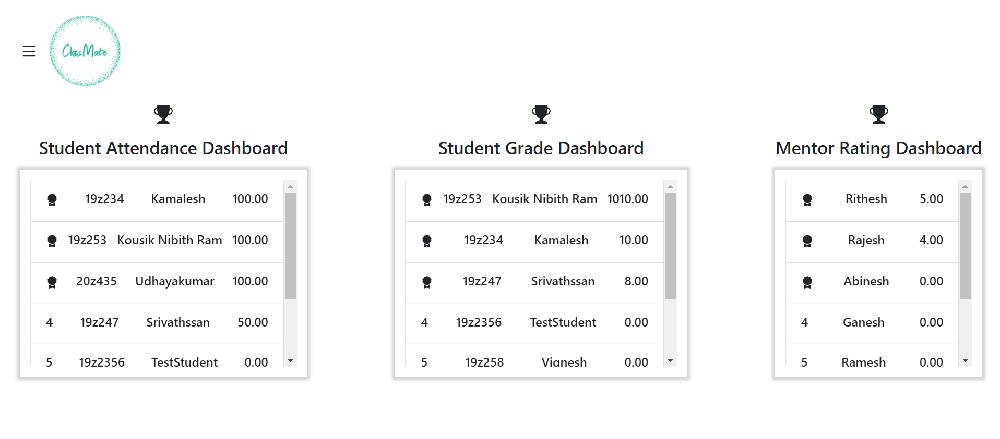 ClassMate
Student Attendance Dashboard
19z234 Kamalesh 100.00
19z253 Kousik Nibith Ram 100.00
20z435 Udhayakumar 100.00
4 19z247 Srivathssan 50.00
5 19z2356 TestStudent 0.00
Student Grade Dashboard
19z253 Kousik Nibith Ram 1010.00
19z234 Kamalesh 10.00
19z247 Srivathssan 8.00
4 19z2356 TestStudent 0.00
5 19z258 Vignesh 0.00
Mentor Rating Dashboard
Rithesh 5.00
Rajesh 4.00
Abinesh 0.00
4 Ganesh 0.00
5 Ramesh 0.00